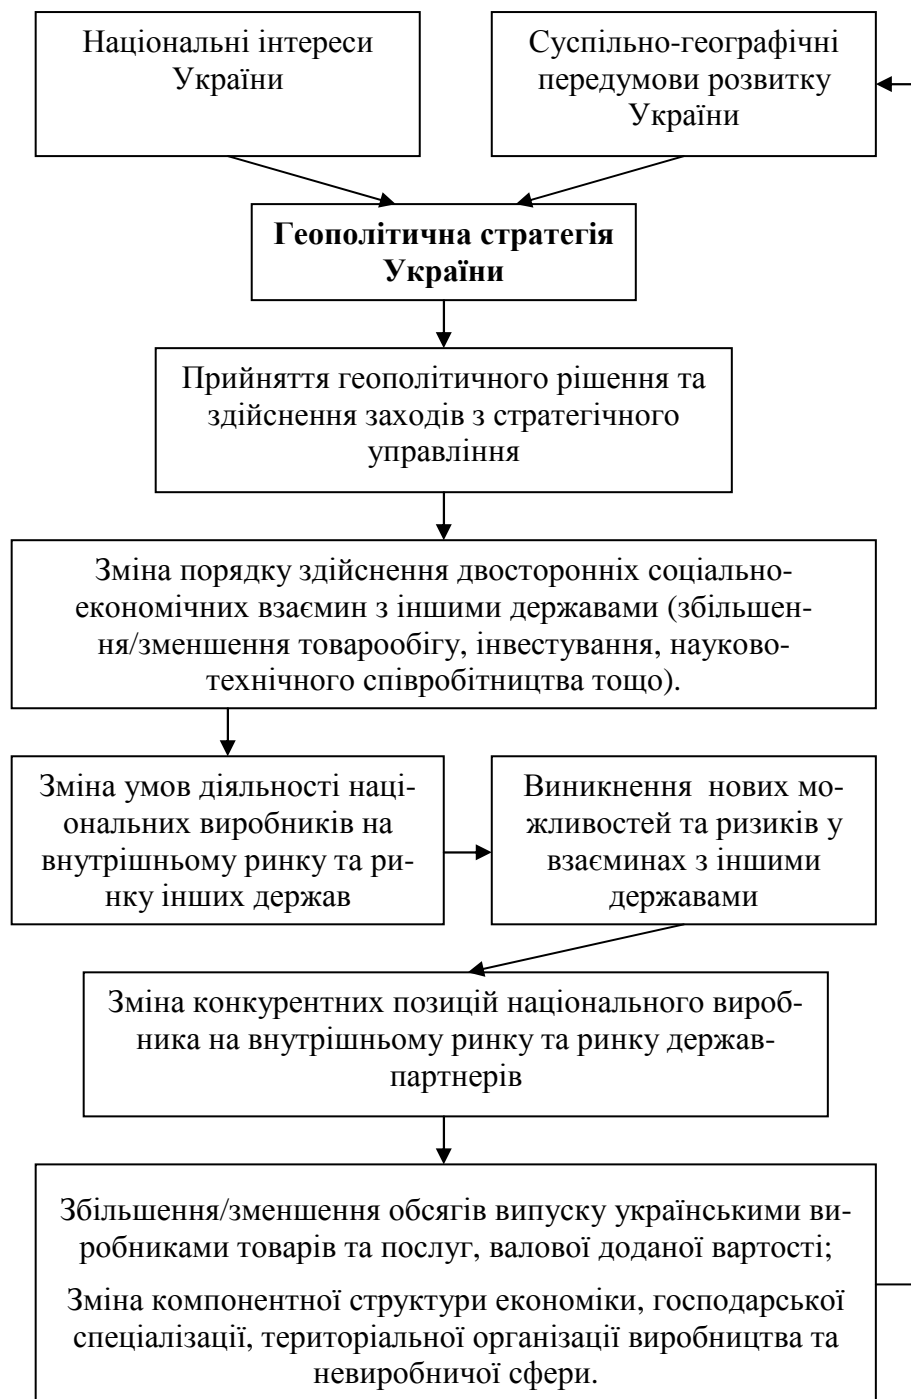 Національні інтереси
України
Суспільно-географічні
передумови розвитку
України
Геополітична стратегія
України
Прийняття геополітичного рішення та
здійснення заходів з стратегічного
управління
Зміна порядку здійснення двосторонніх соціально-
економічних взаємин з іншими державами (збільшен-
ня/зменшення товарообігу, інвестування, науково-
технічного співробітництва тощо).
Зміна умов діяльності наці-
ональних виробників на
внутрішньому ринку та ри-
нку інших держав
Виникнення нових мо-
жливостей та ризиків у
взаєминах з іншими
державами
Зміна конкурентних позицій національного вироб-
ника на внутрішньому ринку та ринку держав-
партнерів
Збільшення/зменшення обсягів випуску українськими ви-
робниками товарів та послуг, валової доданої вартості;
Зміна компонентної структури економіки, господарської
спеціалізації, територіальної організації виробництва та
невиробничої сфери.